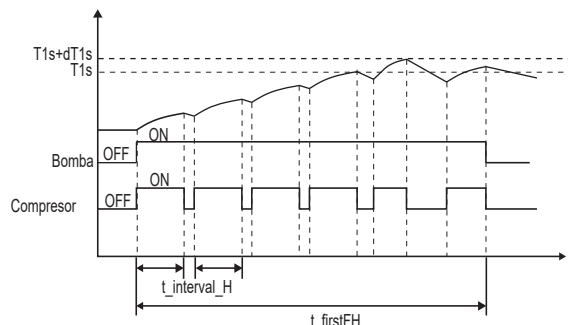 T1s+dT1s
T1s
ON
Bomba OFF
ON
Compresor OFF
t_interval_H
t_firstFH